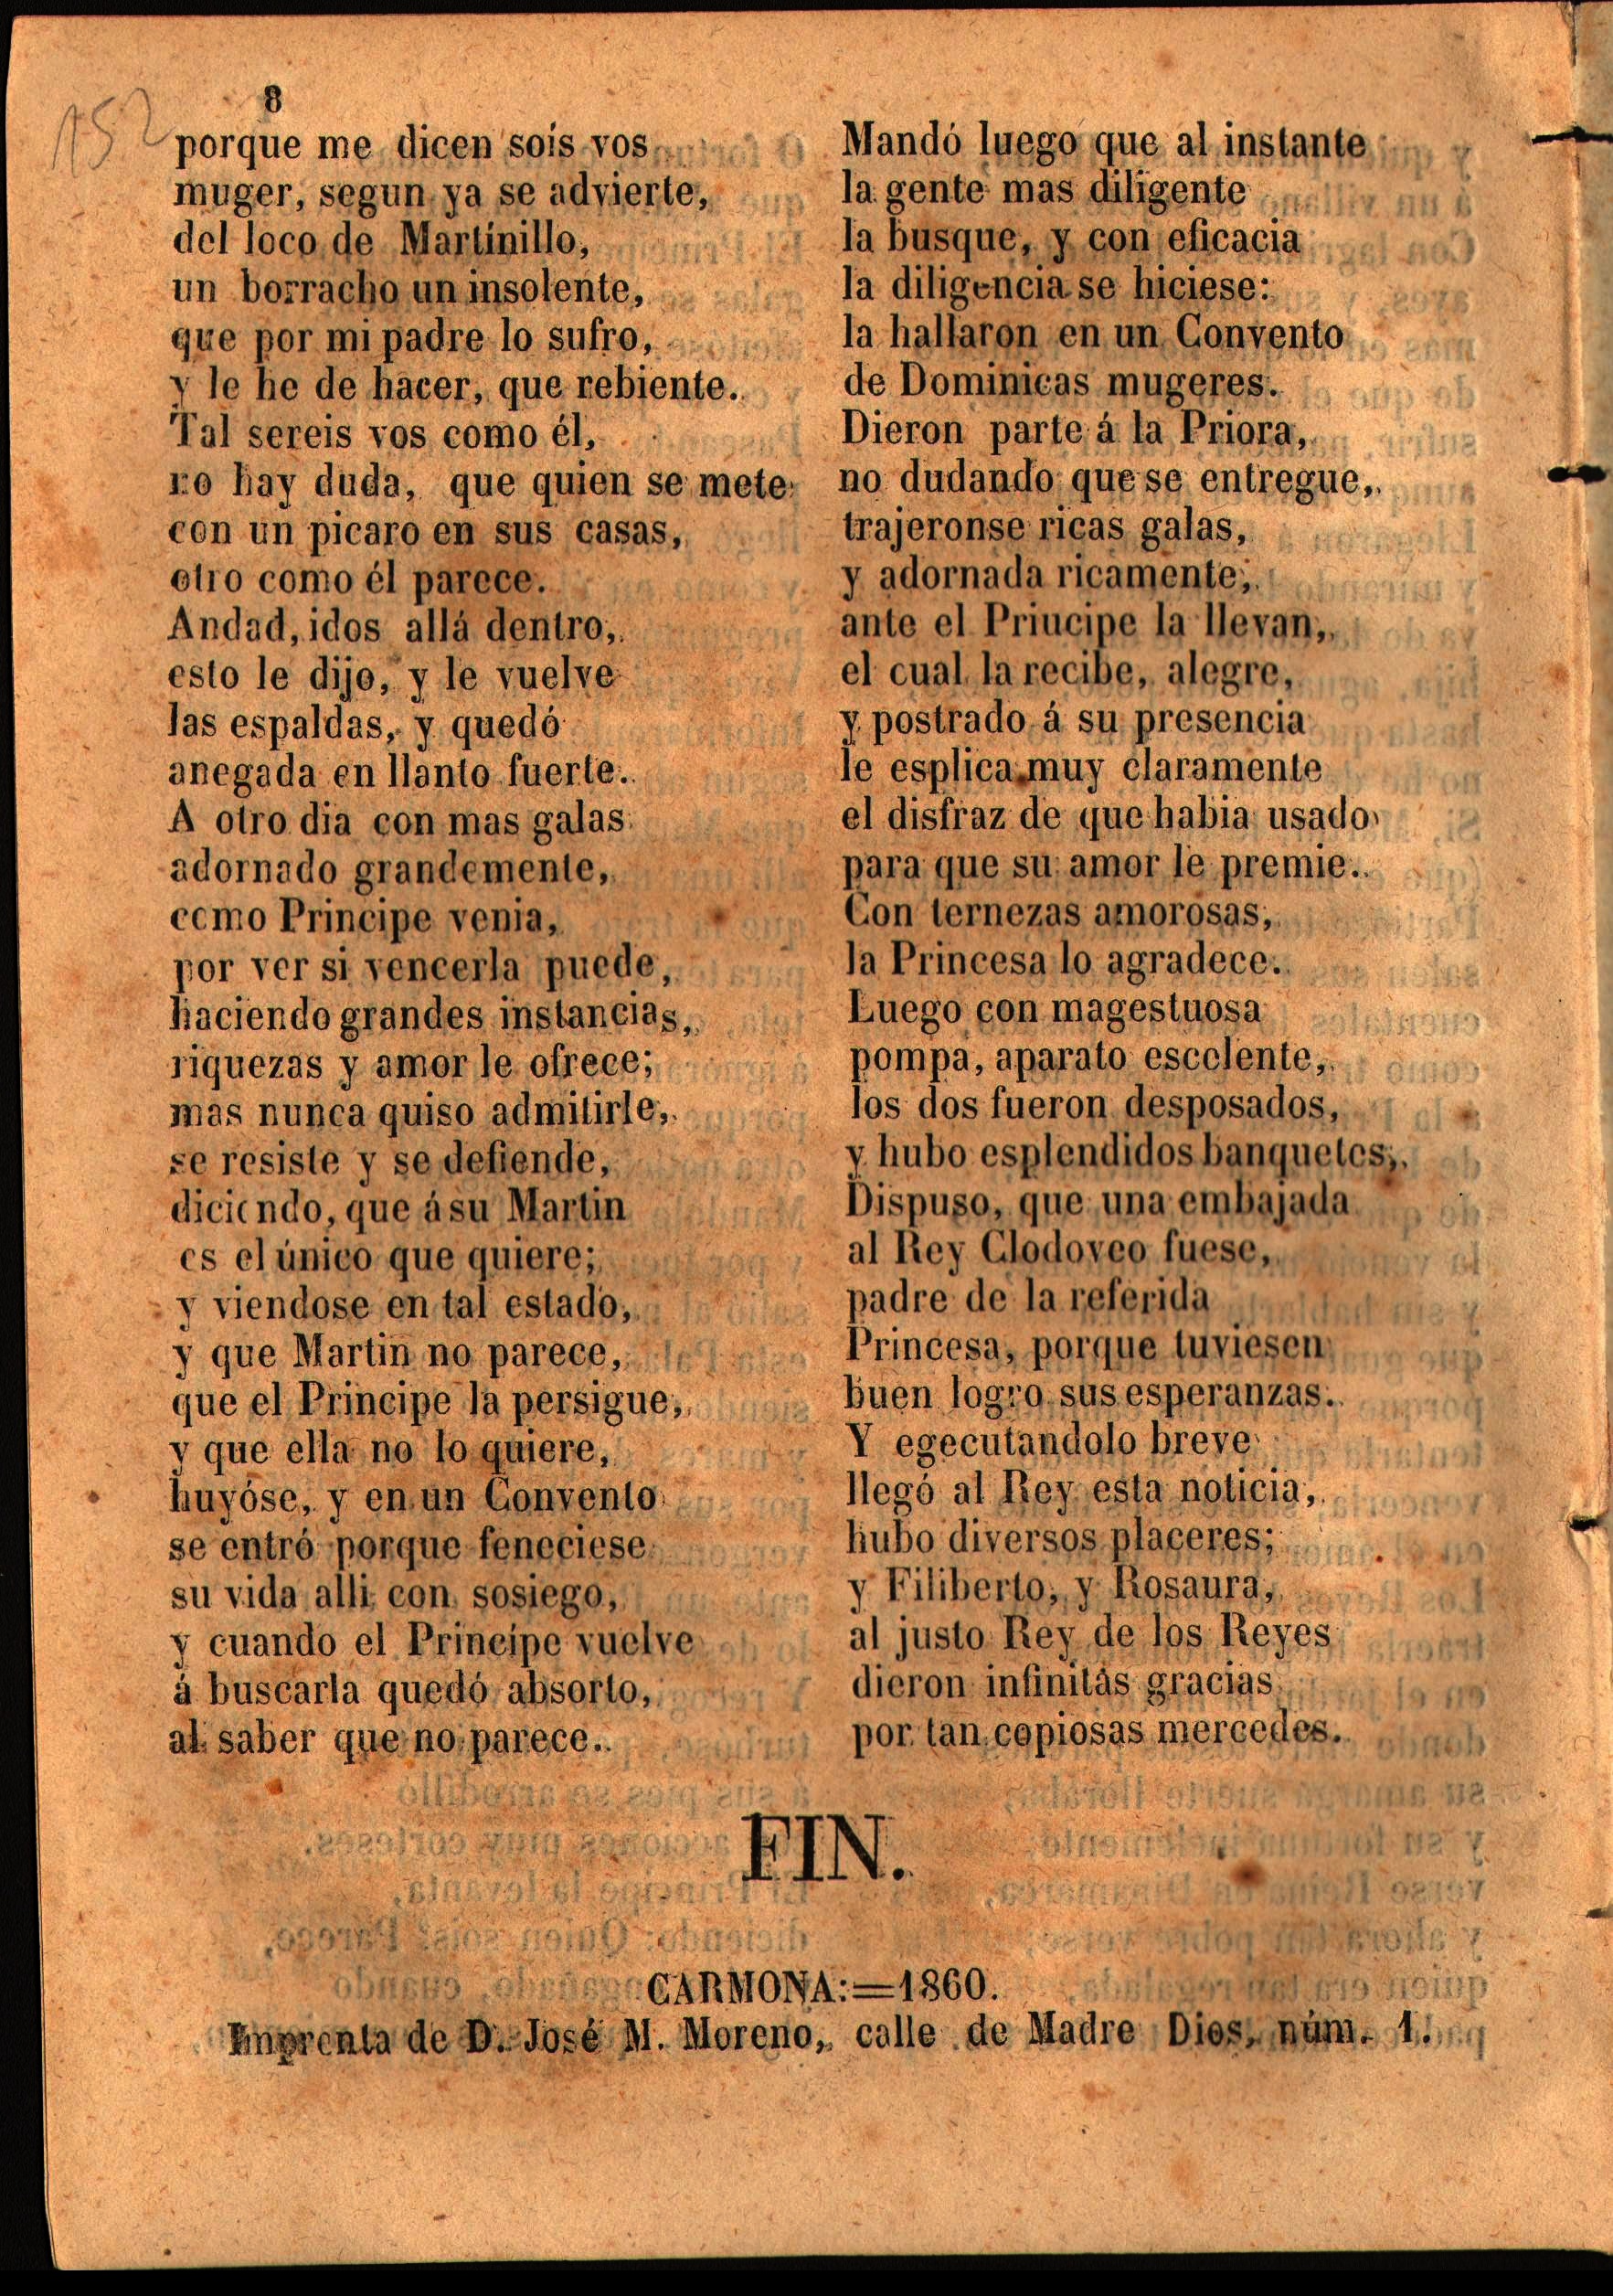 152
8
porque me dicen sois vos
muger, segun ya se advierte,
del loco de Martínillo,
un borracho un insolente,
que por mi padre lo sufro,
y le he de hacer, que rebiente.
Tal sereis vos como él,
no hay duda, que quien se mete
con un picaro en sus casas,
otro como él parece.
Andad, idos allá dentro,
esto le dijo, y le vuelve
las espaldas, y quedó
anegada en llanto fuerte.
A otro dia con mas galas
adornado grandemente,
como Principe venia,
por ver si vencerla puede,
haciendo grandes instancias,
riquezas y amor le ofrece;
mas nunca quiso admitirle,
se resiste y se defiende,
diciendo, que á su Martin
es el único que quiere;
y viendose en tal estado,
y que Martin no parece,
que el Principe la persigue,
y que ella no lo quiere,
huyóse, y en un Convento
se entró porque feneciese
su vida alli con sosiego,
y cuando el Principe vuelve
á buscarla quedó absorto,
al saber que no parece.
Mandó luego que al instante
la gente mas diligente
la busque, y con eficacia
la diligencia se hiciese:
la hallaron en un Convento
de Dominicas mugeres.
Dieron parte á la Priora,
no dudando que se entregue,
trajeronse ricas galas,
y adornada ricamente,
ante el Priucipe la llevan,
el cual la recibe, alegre,
y postrado á su presencia
le esplica muy claramente
el disfraz de que habia usado
para que su amor le premie.
Con ternezas amorosas,
la Princesa lo agradece.
Luego con magestuosa
pompa, aparato escelente,
los dos fueron desposados,
y hubo esplendidos banquetes,
Dispuso, que una embajada
al Rey Clodoveo fuese,
padre de la referida
Princesa, porque tuviesen
buen logro sus esperanzas.
Y egecutandolo breve
llegó al Rey esta noticia,
hubo diversos placeres;
y Filiberto, y Rosaura,
al justo Rey de los Reyes
dieron infinitas gracias
por tan copiosas mercedes.
FIN.
CARMONA:=1860.
Imprenta de D. José M. Moreno, calle de Madre Dios, núm. 1.